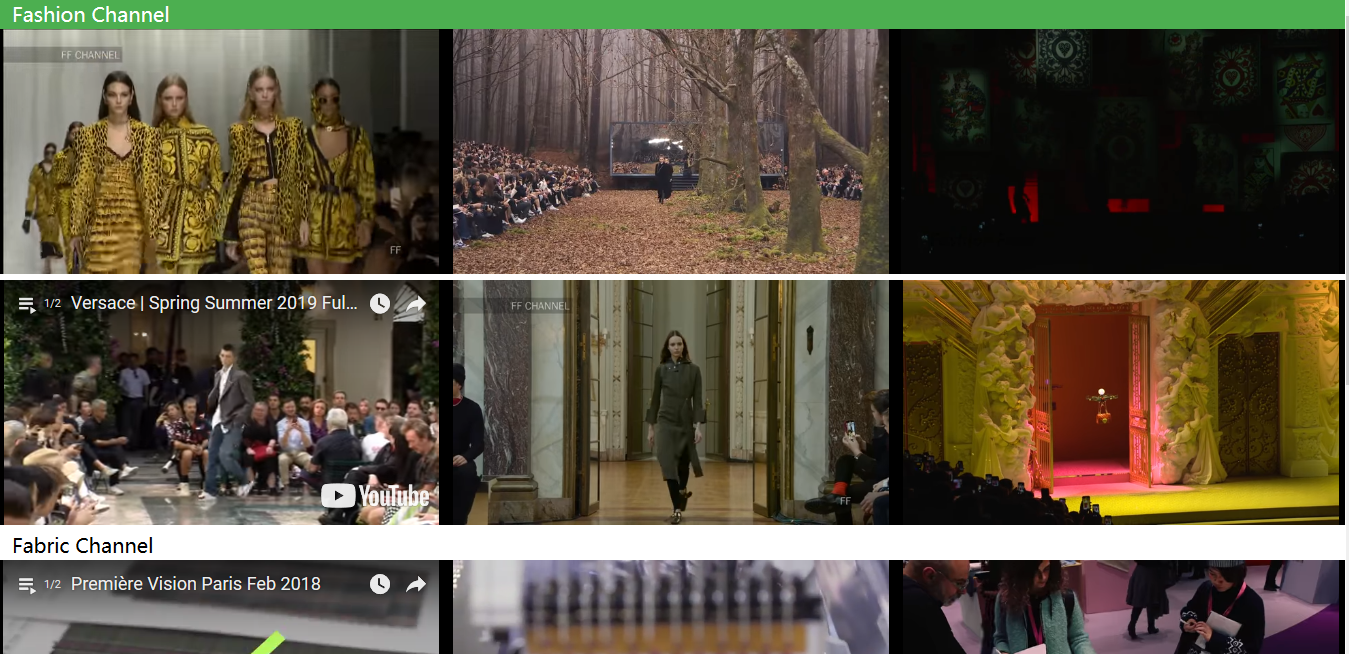 Fashion Channel
FF CHANNEL
FF
1/2 Versace | Spring Summer 2019 Ful...
YouTube
FF CHANNEL
FF
Fabric Channel
1/2 Première Vision Paris Feb 2018